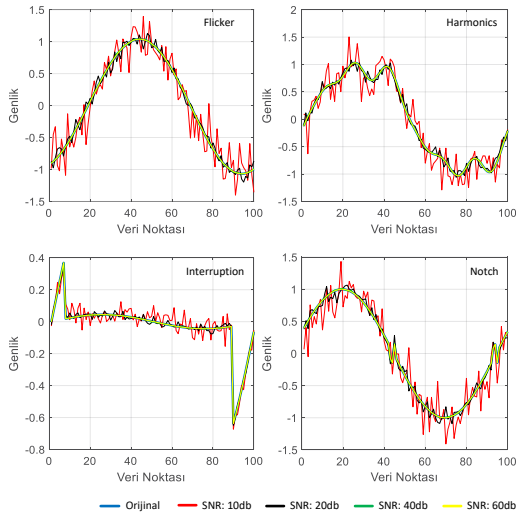 Flicker
1.5
1
0.5
0
-0.5
-1
-1.5
0 20 40 60 80 100
Genlik
Veri Noktası
Harmonics
2
1.5
1
0.5
0
-0.5
-1
-1.5
0 20 40 60 80 100
Genlik
Veri Noktası
Interruption
0.4
0.2
0
-0.2
-0.4
-0.6
-0.8
0 20 40 60 80 100
Genlik
Veri Noktası
Notch
1.5
1
0.5
0
-0.5
-1
-1.5
0 20 40 60 80 100
Genlik
Veri Noktası
Orijinal SNR: 10db SNR: 20db SNR: 40db SNR: 60db